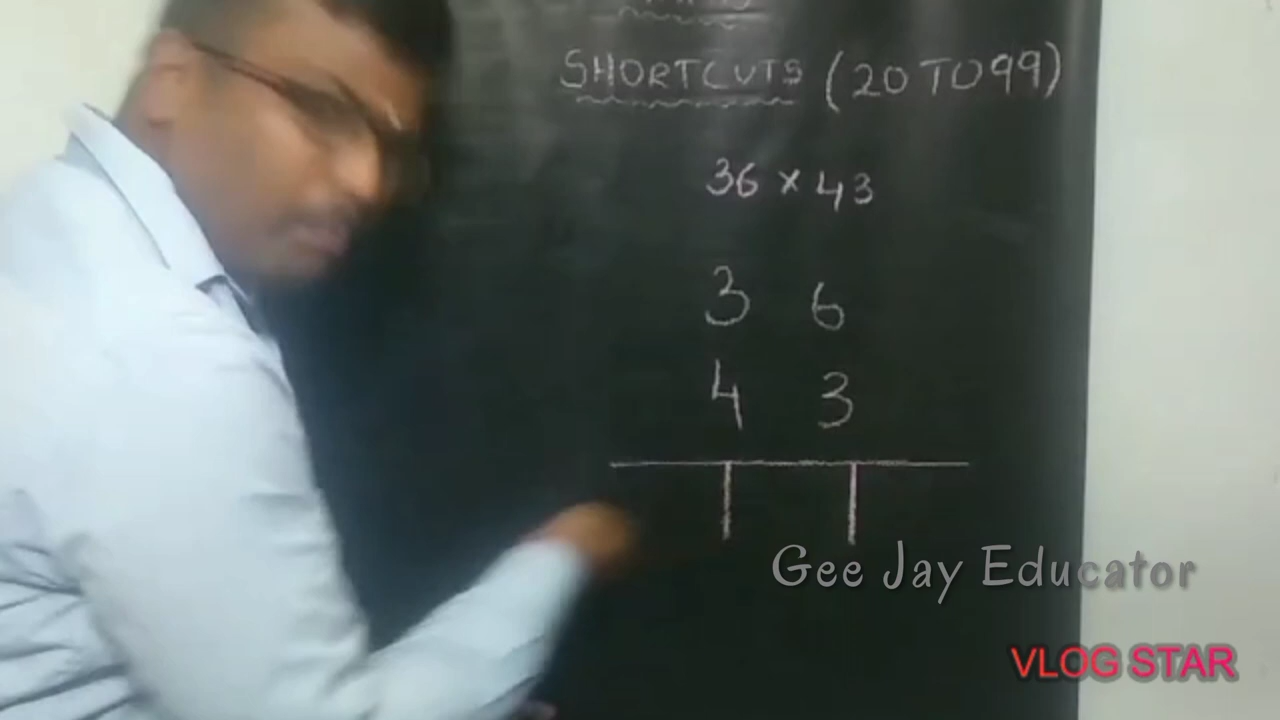 SHORTCUTS (20 TO 99)
36 × 43
3 6
4 3
Gee Jay Educator
VLOG STAR